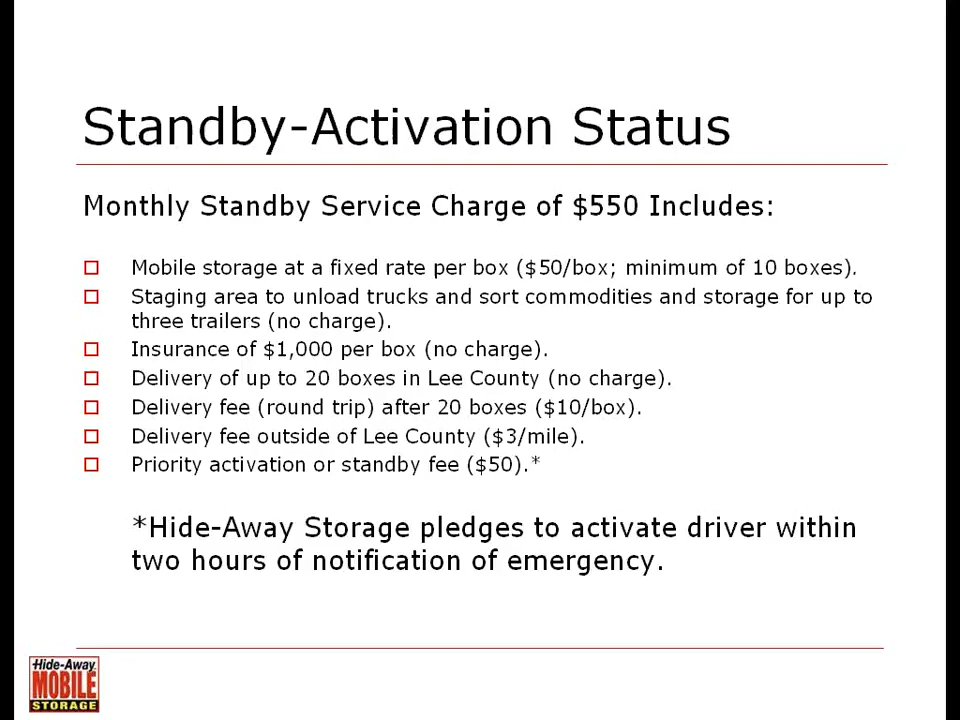 Standby-Activation Status
Monthly Standby Service Charge of $550 Includes:
Mobile storage at a fixed rate per box ($50/box; minimum of 10 boxes).
Staging area to unload trucks and sort commodities and storage for up to
three trailers (no charge).
Insurance of $1,000 per box (no charge).
Delivery of up to 20 boxes in Lee County (no charge).
Delivery fee (round trip) after 20 boxes ($10/box).
Delivery fee outside of Lee County ($3/mile).
Priority activation or standby fee ($50).*
*Hide-Away Storage pledges to activate driver within
two hours of notification of emergency.
Hide-Away
MOBILE
STORAGE